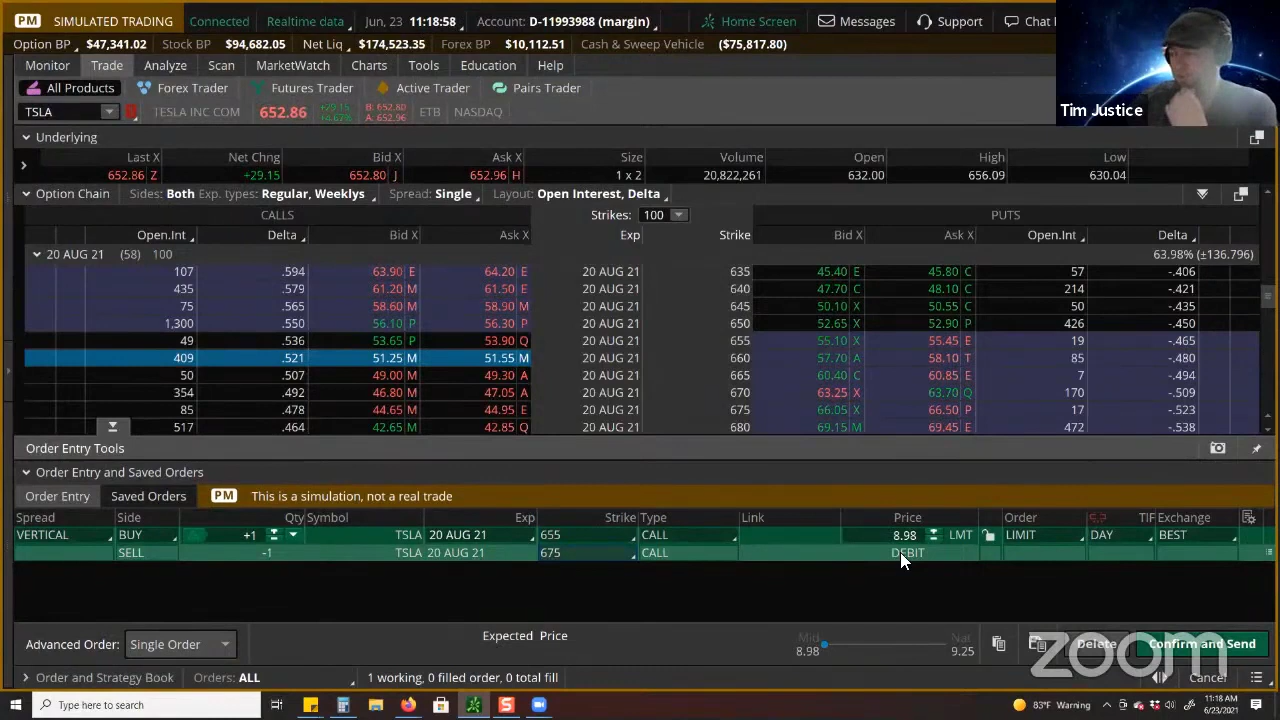 PM SIMULATED TRADING Connected Realtime data Jun, 23 11:18:58 Account: D-11993988 (margin) Home Screen Messages Support Chat
Option BP $47,341.02 Stock BP $94,682.05 Net Liq $174,523.35 Forex BP $10,112.51 Cash & Sweep Vehicle ($75,817.80)
Monitor Trade Analyze Scan MarketWatch Charts Tools Education Help
All Products Forex Trader Futures Trader Active Trader Pairs Trader
Tim Justice
TSLA TESLA INC COM 652.86 +29.15 +4.67% B: 652.80 A: 652.96 ETB NASDAQ
Underlying
Last X Net Chng Bid X Ask X Size Volume Open High Low
652.86 Z +29.15 652.80 J 652.96 H 1 x 2 20,822,261 632.00 656.09 630.04
Option Chain Sides: Both Exp. types: Regular, Weeklys Spread: Single Layout: Open Interest, Delta
CALLS Strikes: 100 PUTS
Open.Int Delta Bid X Ask X Exp Strike Bid X Ask X Open.Int Delta
20 AUG 21 (58) 100 63.98% (±136.796)
107 .594 63.90 E 64.20 E 20 AUG 21 635 45.40 E 45.80 C 57 -.406
435 .579 61.20 M 61.50 E 20 AUG 21 640 47.70 C 48.10 C 214 -.421
75 .565 58.60 M 58.90 M 20 AUG 21 645 50.10 X 50.55 C 50 -.435
1,300 .550 56.10 P 56.30 P 20 AUG 21 650 52.65 X 52.90 P 426 -.450
49 .536 53.65 P 53.90 Q 20 AUG 21 655 55.10 X 55.45 E 19 -.465
409 .521 51.25 M 51.55 M 20 AUG 21 660 57.70 A 58.10 T 85 -.480
50 .507 49.00 M 49.30 A 20 AUG 21 665 60.40 C 60.85 E 7 -.494
354 .492 46.80 M 47.05 A 20 AUG 21 670 63.25 X 63.70 Q 170 -.509
85 .478 44.65 M 44.95 E 20 AUG 21 675 66.05 X 66.50 P 17 -.523
517 .464 42.65 M 42.85 Q 20 AUG 21 680 69.15 M 69.45 E 472 -.538
Order Entry Tools
Order Entry and Saved Orders
Order Entry Saved Orders PM This is a simulation, not a real trade
Spread Side Qty Symbol Exp Strike Type Link Price Order TIF Exchange
VERTICAL BUY +1 TSLA 20 AUG 21 655 CALL 8.98 LMT LIMIT DAY BEST
SELL -1 TSLA 20 AUG 21 675 CALL DEBIT
Advanced Order: Single Order Expected Price Mid 8.98 Nat 9.25 Delete Confirm and Send
zoom
Order and Strategy Book Orders: ALL 1 working, 0 filled order, 0 total fill Cancel
Type here to search 83°F Warning 11:18 AM
6/23/2021